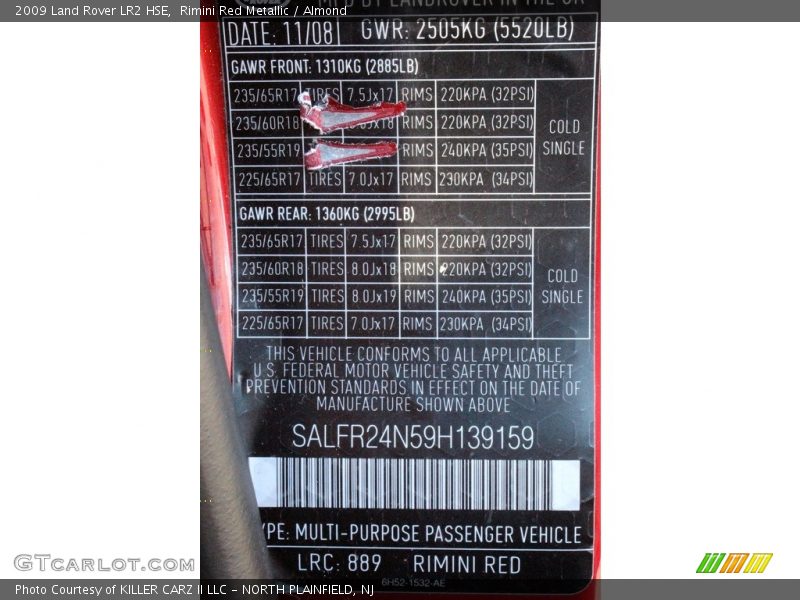 2009 Land Rover LR2 HSE, Rimini Red Metallic / Almond
BY LANDROVER IN THE UK
DATE: 11/08 GWR: 2505KG (5520LB)
GAWR FRONT: 1310KG (2885LB)
235/65R17 TIRES 7.5Jx17 RIMS 220KPA (32PSI)
235/60R18 RIMS 220KPA (32PSI)
235/55R19 RIMS 240KPA (35PSI)
225/65R17 TIRES 7.0Jx17 RIMS 230KPA (34PSI)
COLD
SINGLE
GAWR REAR: 1360KG (2995LB)
235/65R17 TIRES 7.5Jx17 RIMS 220KPA (32PSI)
235/60R18 TIRES 8.0Jx18 RIMS 220KPA (32PSI)
235/55R19 TIRES 8.0Jx19 RIMS 240KPA (35PSI)
225/65R17 TIRES 7.0Jx17 RIMS 230KPA (34PSI)
COLD
SINGLE
THIS VEHICLE CONFORMS TO ALL APPLICABLE
U.S. FEDERAL MOTOR VEHICLE SAFETY AND THEFT
PREVENTION STANDARDS IN EFFECT ON THE DATE OF
MANUFACTURE SHOWN ABOVE
SALFR24N59H139159
YPE: MULTI-PURPOSE PASSENGER VEHICLE
LRC: 889 RIMINI RED
6H52-1532-AE
GTCarLot.com
Photo Courtesy of KILLER CARZ II LLC - NORTH PLAINFIELD, NJ